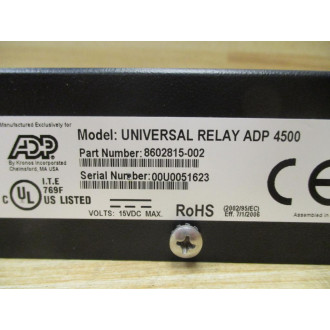 Manufactured Exclusively for
ADP
By Kronos Incorporated
Chelmsford, MA USA
Model: UNIVERSAL RELAY ADP 4500
Part Number: 8602815-002
Serial Number: 00U0051623
I.T.E
769F
C UL US LISTED
VOLTS: 15VDC MAX.
RoHS
(2002/95/EC)
Eff. 7/1/2006
Assembled in